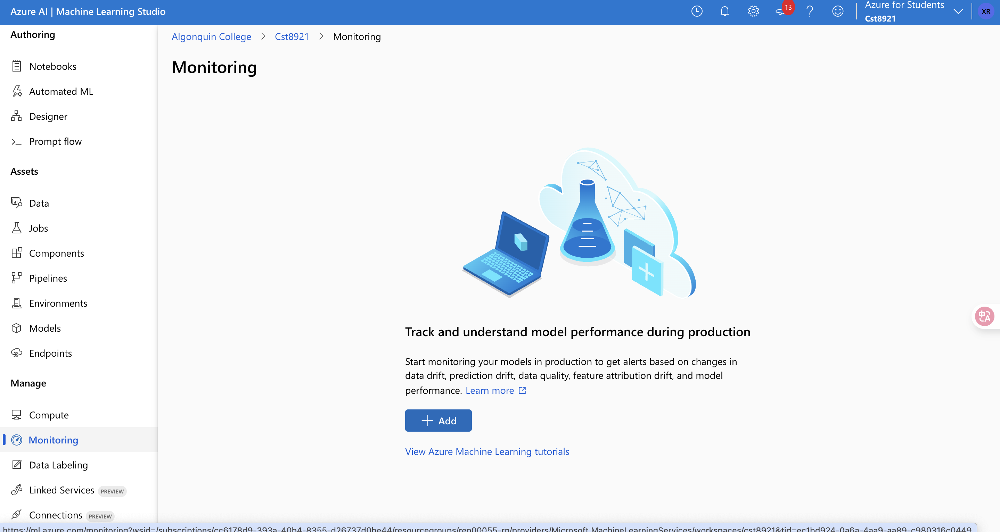 Azure AI | Machine Learning Studio
13
Azure for Students
Cst8921
XR
Authoring
Notebooks
Automated ML
Designer
Prompt flow
Assets
Data
Jobs
Components
Pipelines
Environments
Models
Endpoints
Manage
Compute
Monitoring
Data Labeling
Linked Services PREVIEW
Connections PREVIEW
Algonquin College > Cst8921 > Monitoring
Monitoring
Track and understand model performance during production
Start monitoring your models in production to get alerts based on changes in
data drift, prediction drift, data quality, feature attribution drift, and model
performance. Learn more
Add
View Azure Machine Learning tutorials
中A
https://ml.azure.com/monitoring?wsid=/subscriptions/cc6178d9-393a-40b4-8355-d26737d0be44/resourcegroups/ren00055-rg/providers/Microsoft.MachineLearningServices/workspaces/cst8921&tid=ec1bd924-0a6a-4aa9-aa89-c980316c0449